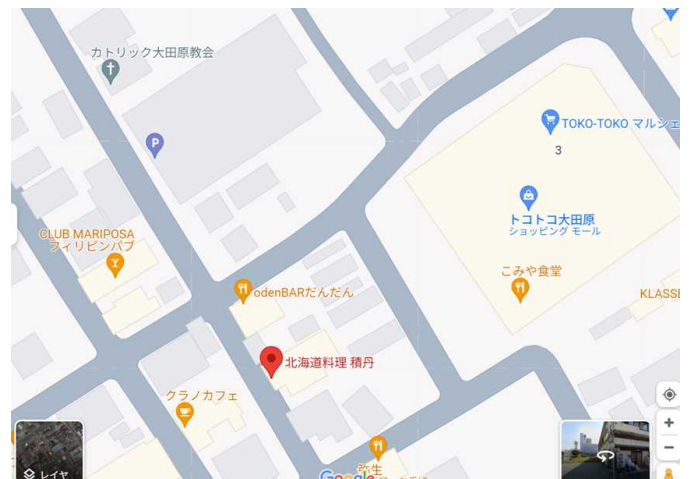 カトリック大田原教会
P
TOKO-TOKO マルシェ
3
トコトコ大田原
ショッピング モール
CLUB MARIPOSA
フィリピンパブ
こみや食堂
odenBARだんだん
KLASSE
北海道料理 積丹
クラノカフェ
弥生
Google
レイヤ